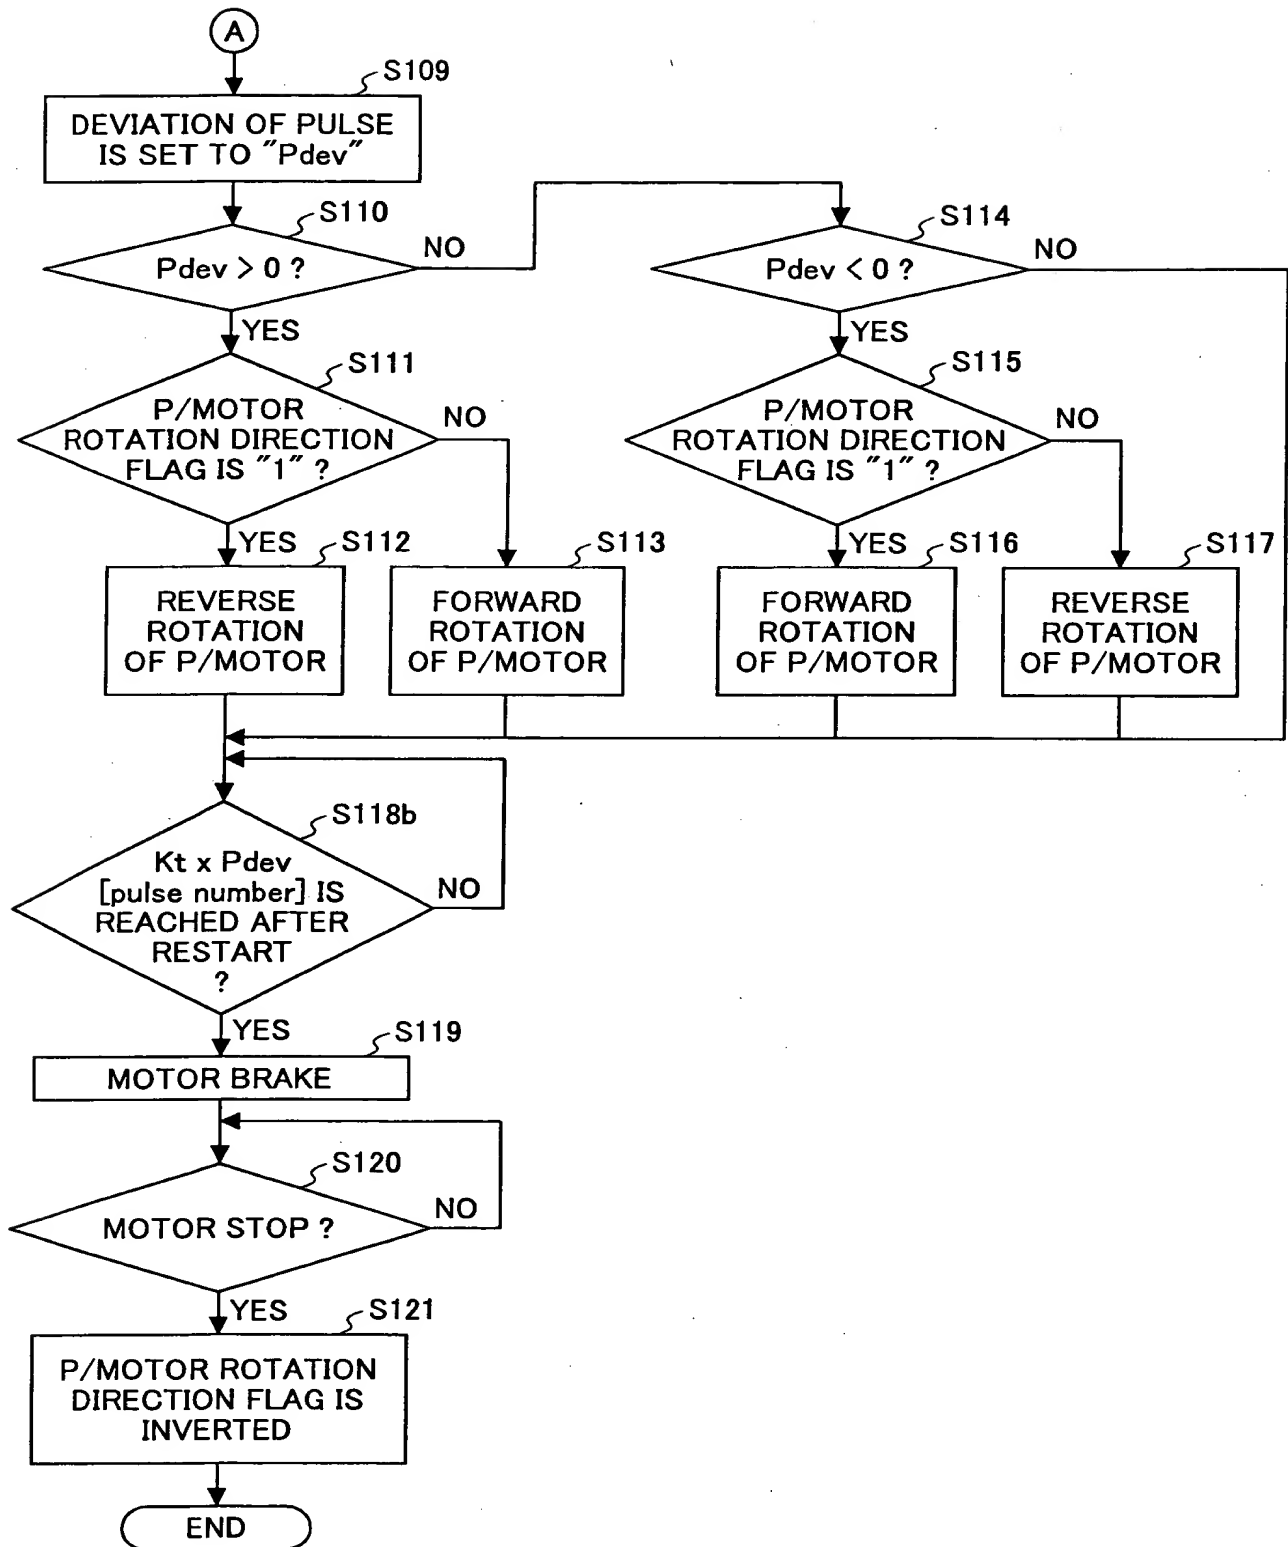 A
S109
DEVIATION OF PULSE
IS SET TO "Pdev"
S110
Pdev > 0 ?
NO
YES
S114
Pdev < 0 ?
NO
YES
S111
P/MOTOR
ROTATION DIRECTION
FLAG IS "1" ?
NO
YES
S115
P/MOTOR
ROTATION DIRECTION
FLAG IS "1" ?
NO
YES
S112
REVERSE
ROTATION
OF P/MOTOR
S113
FORWARD
ROTATION
OF P/MOTOR
S116
FORWARD
ROTATION
OF P/MOTOR
S117
REVERSE
ROTATION
OF P/MOTOR
S118b
Kt x Pdev
[pulse number] IS
REACHED AFTER
RESTART
?
NO
YES
S119
MOTOR BRAKE
S120
MOTOR STOP ?
NO
YES
S121
P/MOTOR ROTATION
DIRECTION FLAG IS
INVERTED
END